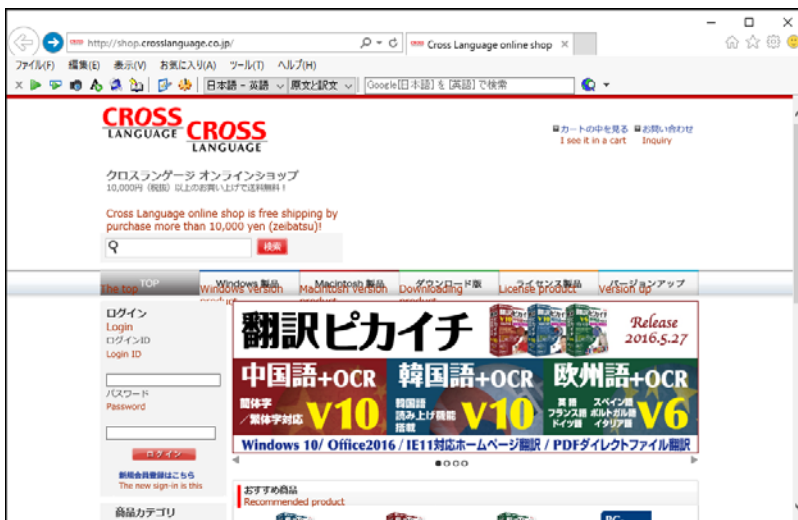 http://shop.crosslanguage.co.jp/
Cross Language online shop
ファイル(F) 編集(E) 表示(V) お気に入り(A) ツール(T) ヘルプ(H)
日本語 - 英語 原文と訳文 Google[日本語] を [英語] で検索
CROSS LANGUAGE
CROSS LANGUAGE
カートの中を見る お問い合わせ
I see it in a cart Inquiry
クロスランゲージ オンラインショップ
10,000円 (税抜) 以上のお買い上げで送料無料!
Cross Language online shop is free shipping by
purchase more than 10,000 yen (zeibatsu)!
検索
TOP Windows 製品 Macintosh 製品 ダウンロード版 ライセンス製品 バージョンアップ
The top Windows version product Macintosh version product Downloading product License product Version up
ログイン
Login
ログインID
Login ID
パスワード
Password
ログイン
新規会員登録はこちら
The new sign-in is this
商品カテゴリ
翻訳ピカイチ
Release
2016.5.27
中国語+OCR 韓国語+OCR 欧州語+OCR
簡体字
/繁体字対応
V10
韓国語
読み上げ機能
搭載
V10
英語 スペイン語
フランス語 ポルトガル語
ドイツ語 イタリア語
V6
Windows 10/ Office2016 / IE11対応ホームページ翻訳 / PDFダイレクトファイル翻訳
おすすめ商品
Recommended product